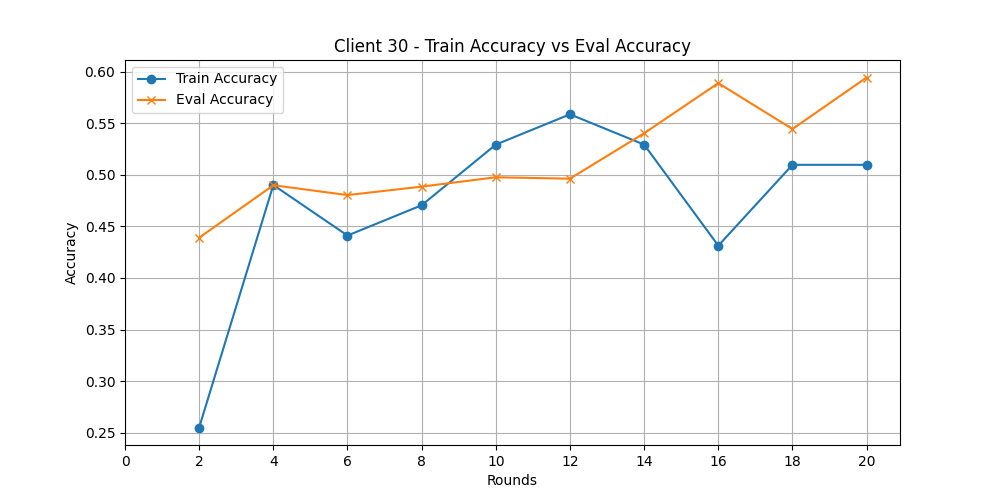 Client 30 - Train Accuracy vs Eval Accuracy
Train Accuracy
Eval Accuracy
0.60
0.55
0.50
0.45
0.40
0.35
0.30
0.25
Accuracy
0 2 4 6 8 10 12 14 16 18 20
Rounds